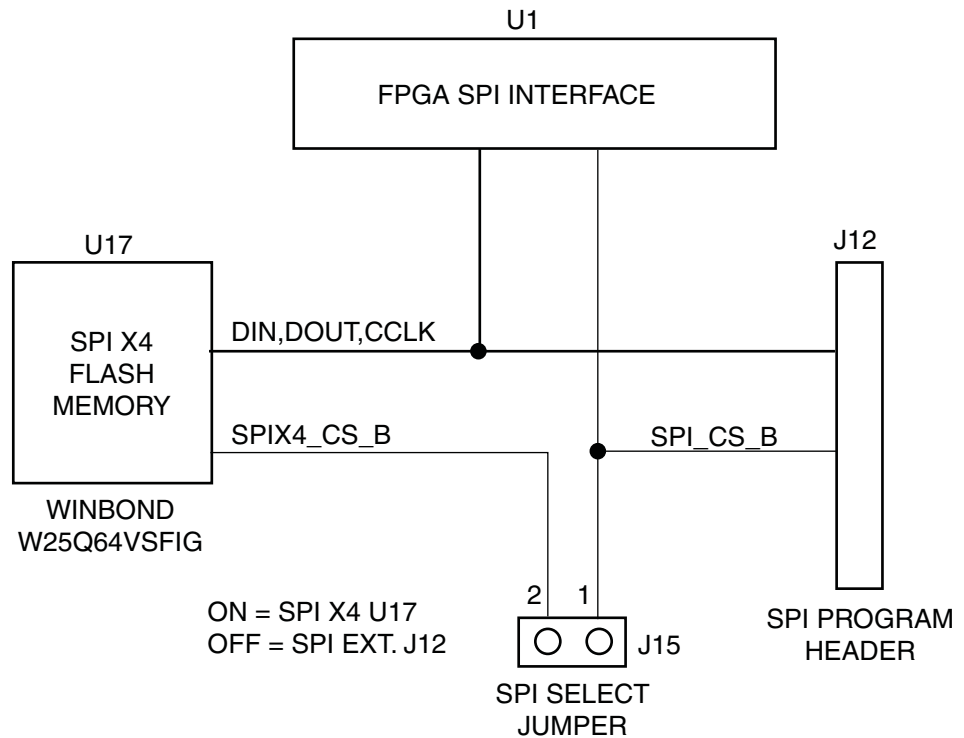 U1
FPGA SPI INTERFACE
U17
J12
SPI X4
FLASH
MEMORY
DIN,DOUT,CCLK
SPIX4_CS_B
SPI_CS_B
WINBOND
W25Q64VSFIG
ON = SPI X4 U17
OFF = SPI EXT. J12
2
1
J15
SPI SELECT
JUMPER
SPI PROGRAM
HEADER